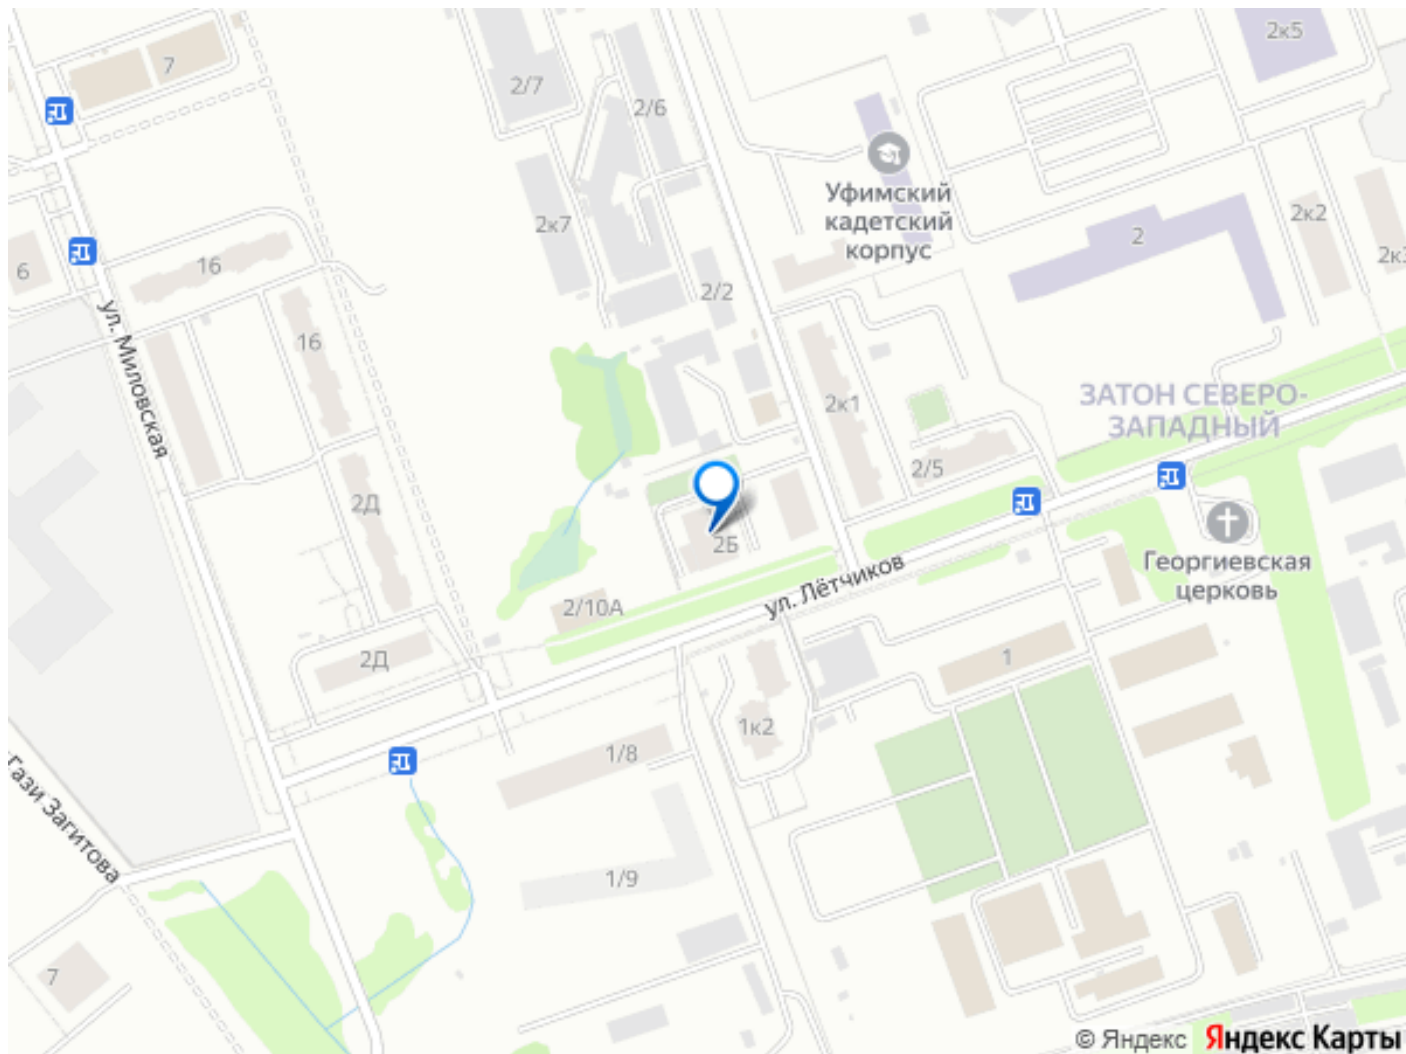 2к5
7
2/7
2/6
Уфимский
кадетский
корпус
2к7
2к2
2
2к3
6
16
2/2
ул. Миловская
16
2к1
ЗАТОН СЕВЕРО-
ЗАПАДНЫЙ
2/5
2Д
2Б
Георгиевская
церковь
ул. Лётчиков
2/10А
2Д
1
1к2
1/8
Гази Загитова
1/9
7
© Яндекс Яндекс Карты